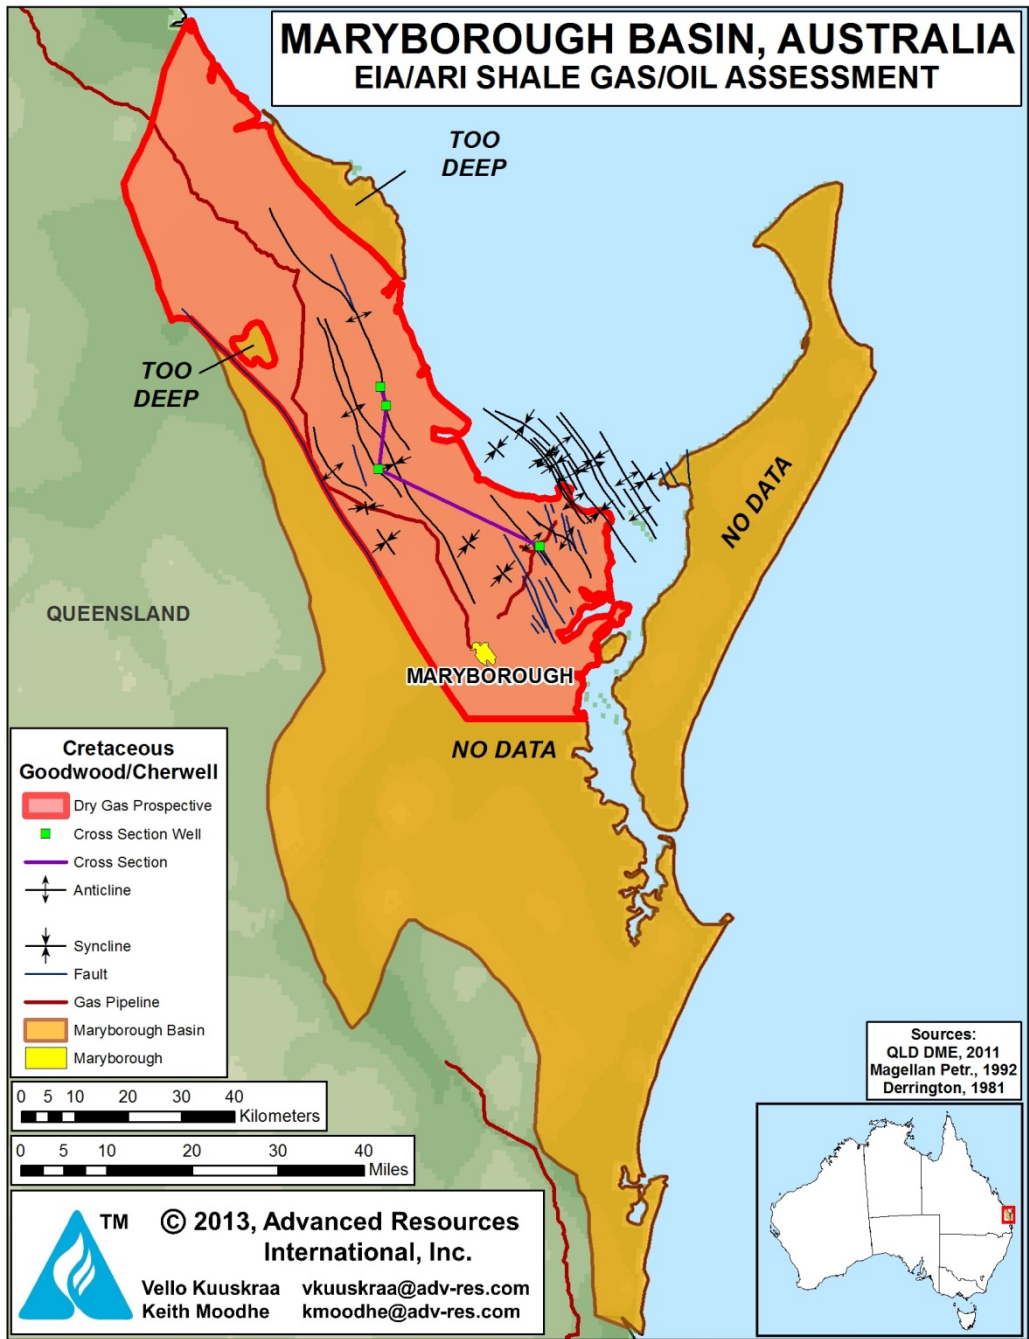 MARYBOROUGH BASIN, AUSTRALIA
EIA/ARI SHALE GAS/OIL ASSESSMENT
TOO
DEEP
TOO
DEEP
NO DATA
QUEENSLAND
MARYBOROUGH
NO DATA
Cretaceous
Goodwood/Cherwell
Dry Gas Prospective
Cross Section Well
Cross Section
Anticline
Syncline
Fault
Gas Pipeline
Maryborough Basin
Maryborough
0 5 10 20 30 40
Kilometers
0 5 10 20 30 40
Miles
Sources:
QLD DME, 2011
Magellan Petr., 1992
Derrington, 1981
TM
© 2013, Advanced Resources
International, Inc.
Vello Kuuskraa vkuuskraa@adv-res.com
Keith Moodhe kmoodhe@adv-res.com